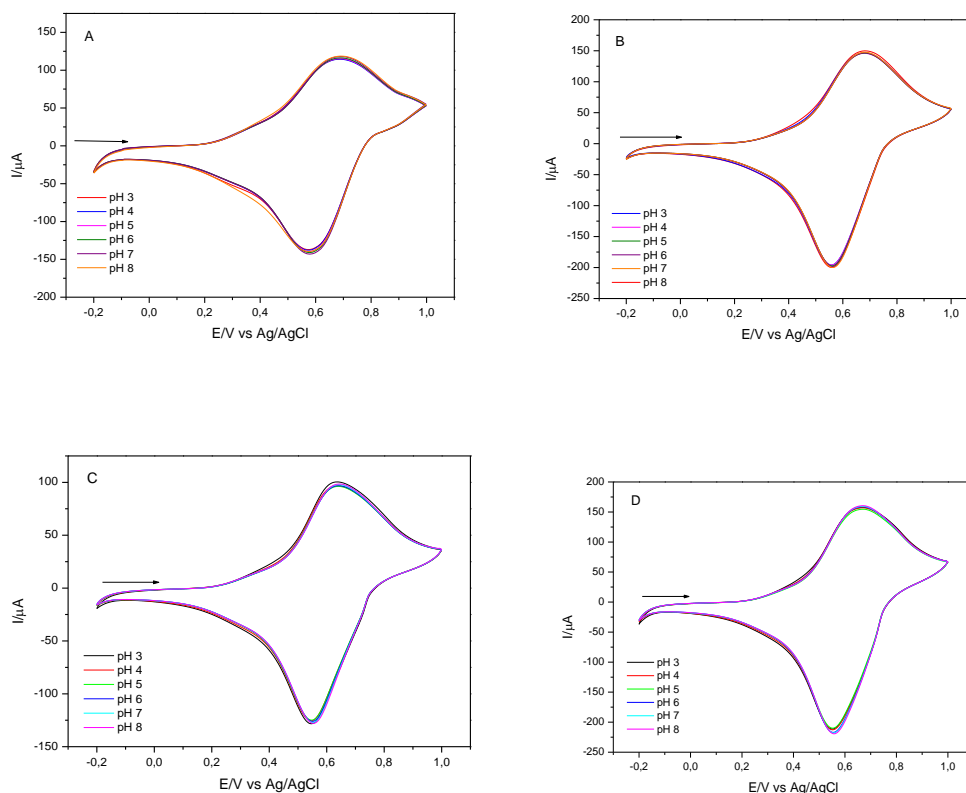 A
150
100
50
0
-50
-100
-150
-200
I/µA
pH 3
pH 4
pH 5
pH 6
pH 7
pH 8
-0,2 0,0 0,2 0,4 0,6 0,8 1,0
E/V vs Ag/AgCl
B
200
150
100
50
0
-50
-100
-150
-200
-250
I/µA
pH 3
pH 4
pH 5
pH 6
pH 7
pH 8
-0,2 0,0 0,2 0,4 0,6 0,8 1,0
E/V vs Ag/AgCl
C
100
50
0
-50
-100
-150
I/µA
pH 3
pH 4
pH 5
pH 6
pH 7
pH 8
-0,2 0,0 0,2 0,4 0,6 0,8 1,0
E/V vs Ag/AgCl
D
200
150
100
50
0
-50
-100
-150
-200
-250
I/µA
pH 3
pH 4
pH 5
pH 6
pH 7
pH 8
-0,2 0,0 0,2 0,4 0,6 0,8 1,0
E/V vs Ag/AgCl